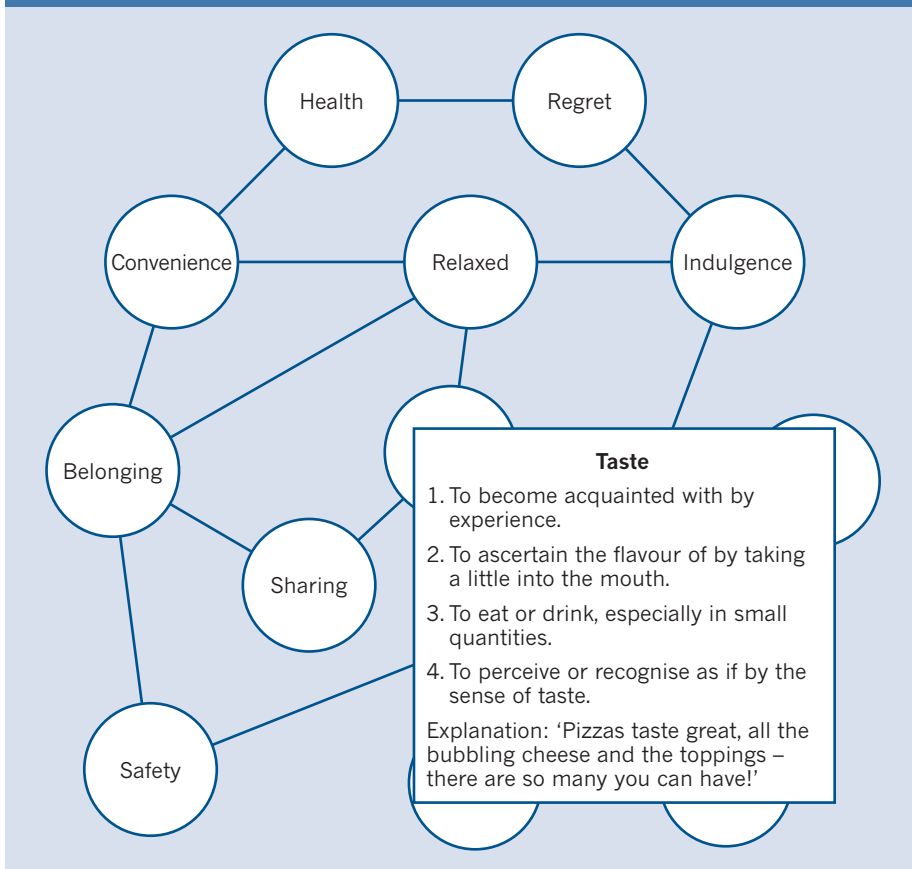 Health
Regret
Convenience
Relaxed
Indulgence
Belonging
Taste
1. To become acquainted with by
experience.
2. To ascertain the flavour of by taking
a little into the mouth.
Sharing
3. To eat or drink, especially in small
quantities.
4. To perceive or recognise as if by the
sense of taste.
Explanation: ‘Pizzas taste great, all the
bubbling cheese and the toppings –
there are so many you can have!’
Safety